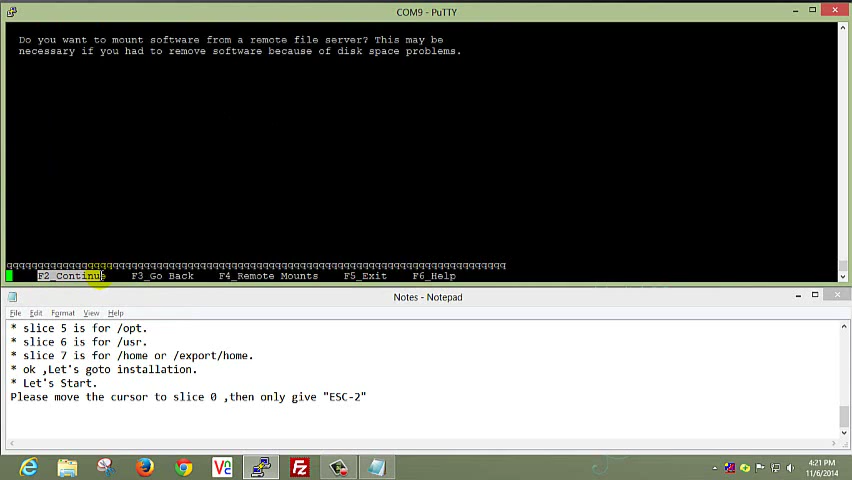 COM9 - PuTTY
Do you want to mount software from a remote file server? This may be
necessary if you had to remove software because of disk space problems.
qqqqqqqqqqqqqqqqqqqqqqqqqqqqqqqqqqqqqqqqqqqqqqqqqqqqqqqqqqqqqqqqqqqqqqqqqqqqqqqq
F2_Continue F3_Go Back F4_Remote Mounts F5_Exit F6_Help
Notes - Notepad
File Edit Format View Help
* slice 5 is for /opt.
* slice 6 is for /usr.
* slice 7 is for /home or /export/home.
* ok ,Let's goto installation.
* Let's Start.
Please move the cursor to slice 0 ,then only give "ESC-2"
4:21 PM
11/6/2014